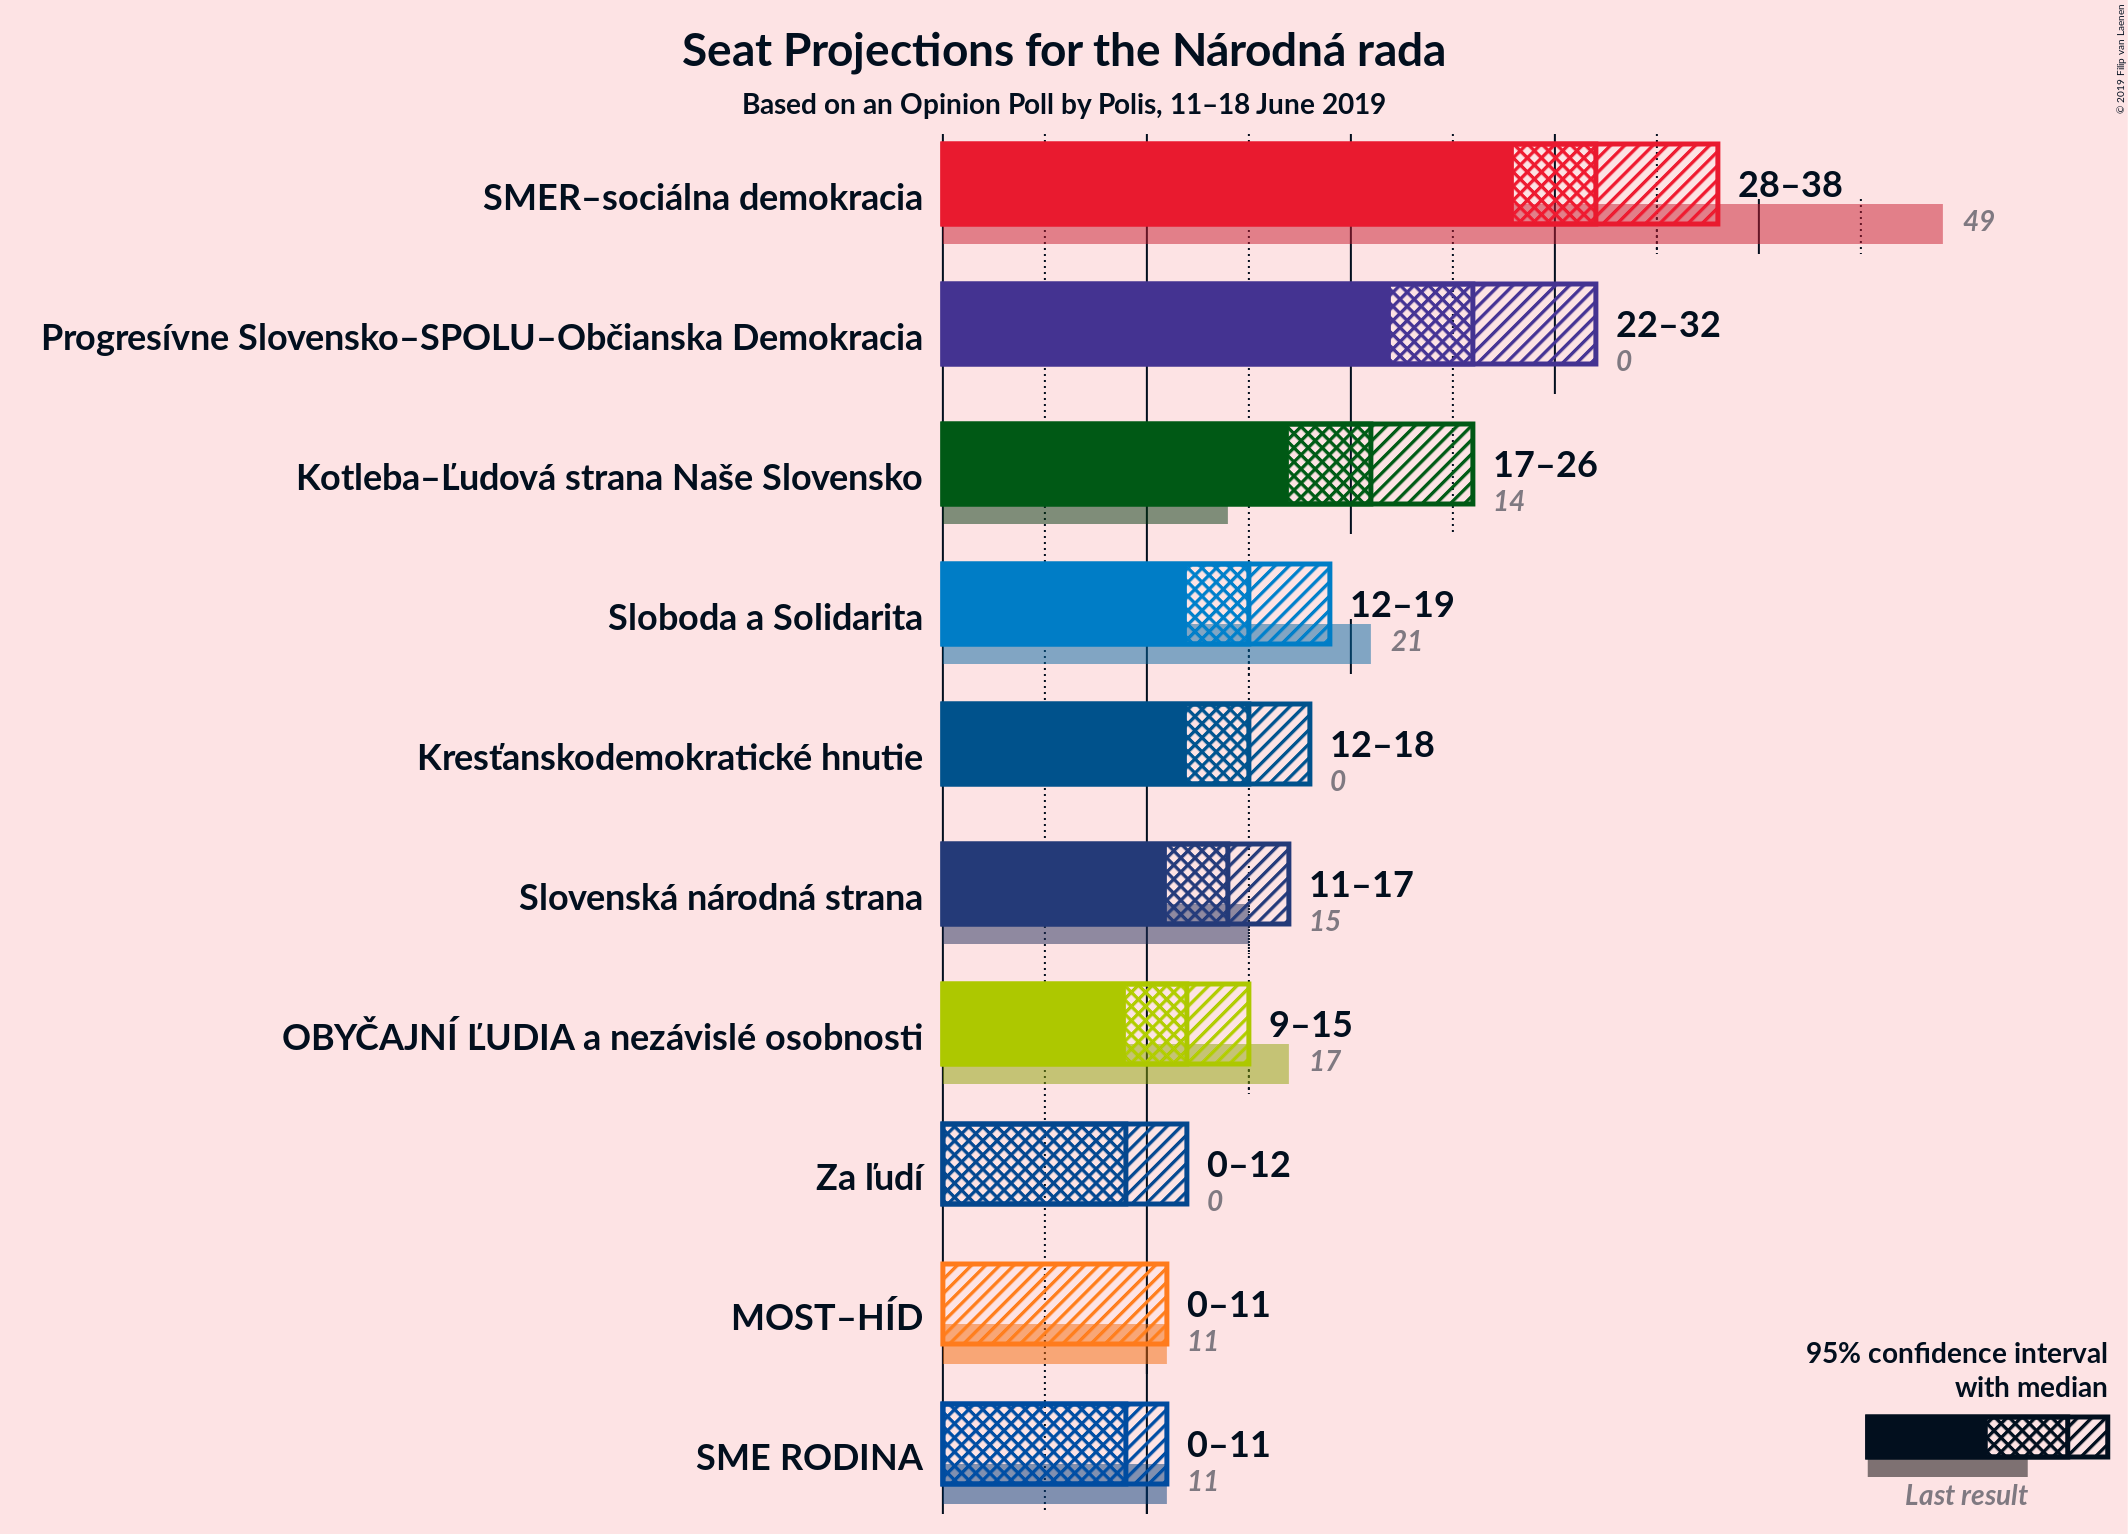 Seat Projections for the Národná rada
Based on an Opinion Poll by Polis, 11–18 June 2019
© 2019 Filip van Laenen
SMER–sociálna demokracia
28–38
49
Progresívne Slovensko–SPOLU–Občianska Demokracia
22–32
0
Kotleba–Ľudová strana Naše Slovensko
17–26
14
Sloboda a Solidarita
12–19
21
Kresťanskodemokratické hnutie
12–18
0
Slovenská národná strana
11–17
15
OBYČAJNÍ ĽUDIA a nezávislé osobnosti
9–15
17
Za ľudí
0–12
0
MOST–HÍD
0–11
11
SME RODINA
0–11
11
95% confidence interval
with median
Last result